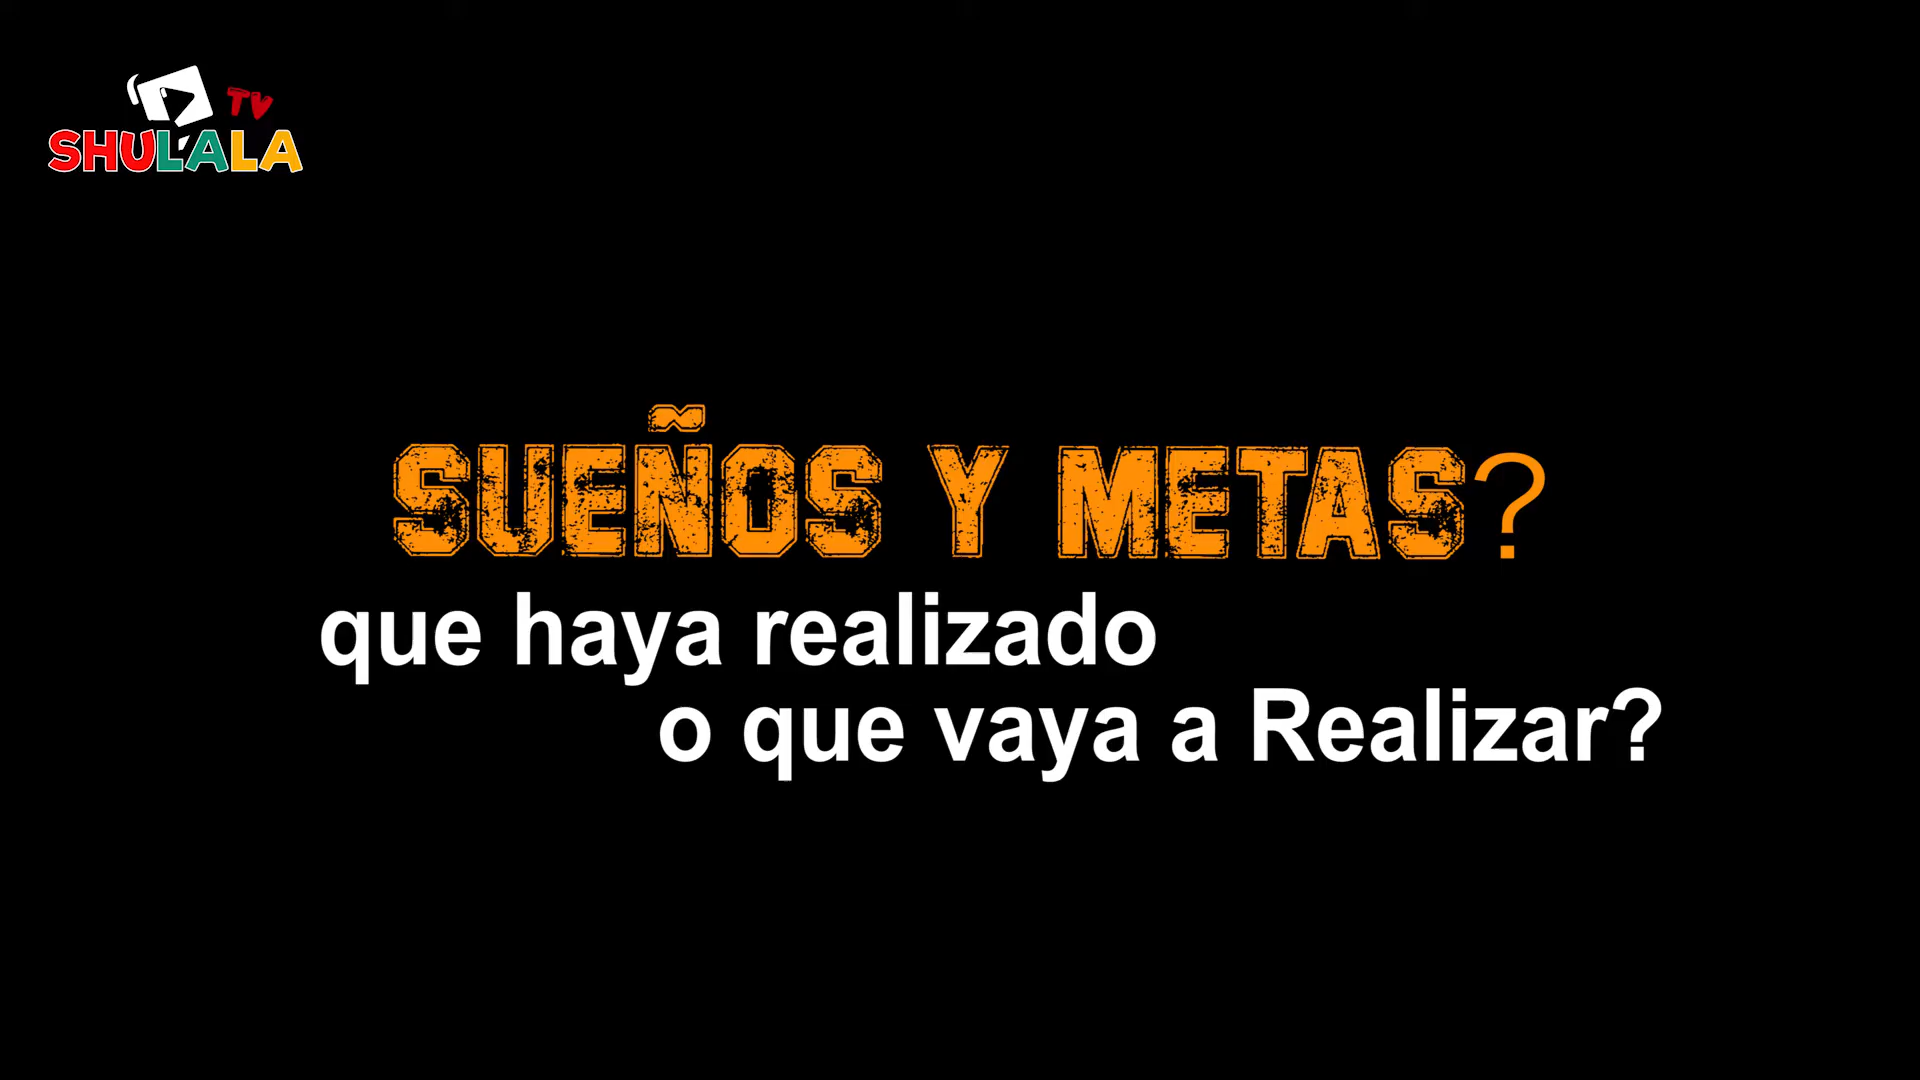 TV
SHULALA
SUEÑOS Y METAS?
que haya realizado
o que vaya a Realizar?